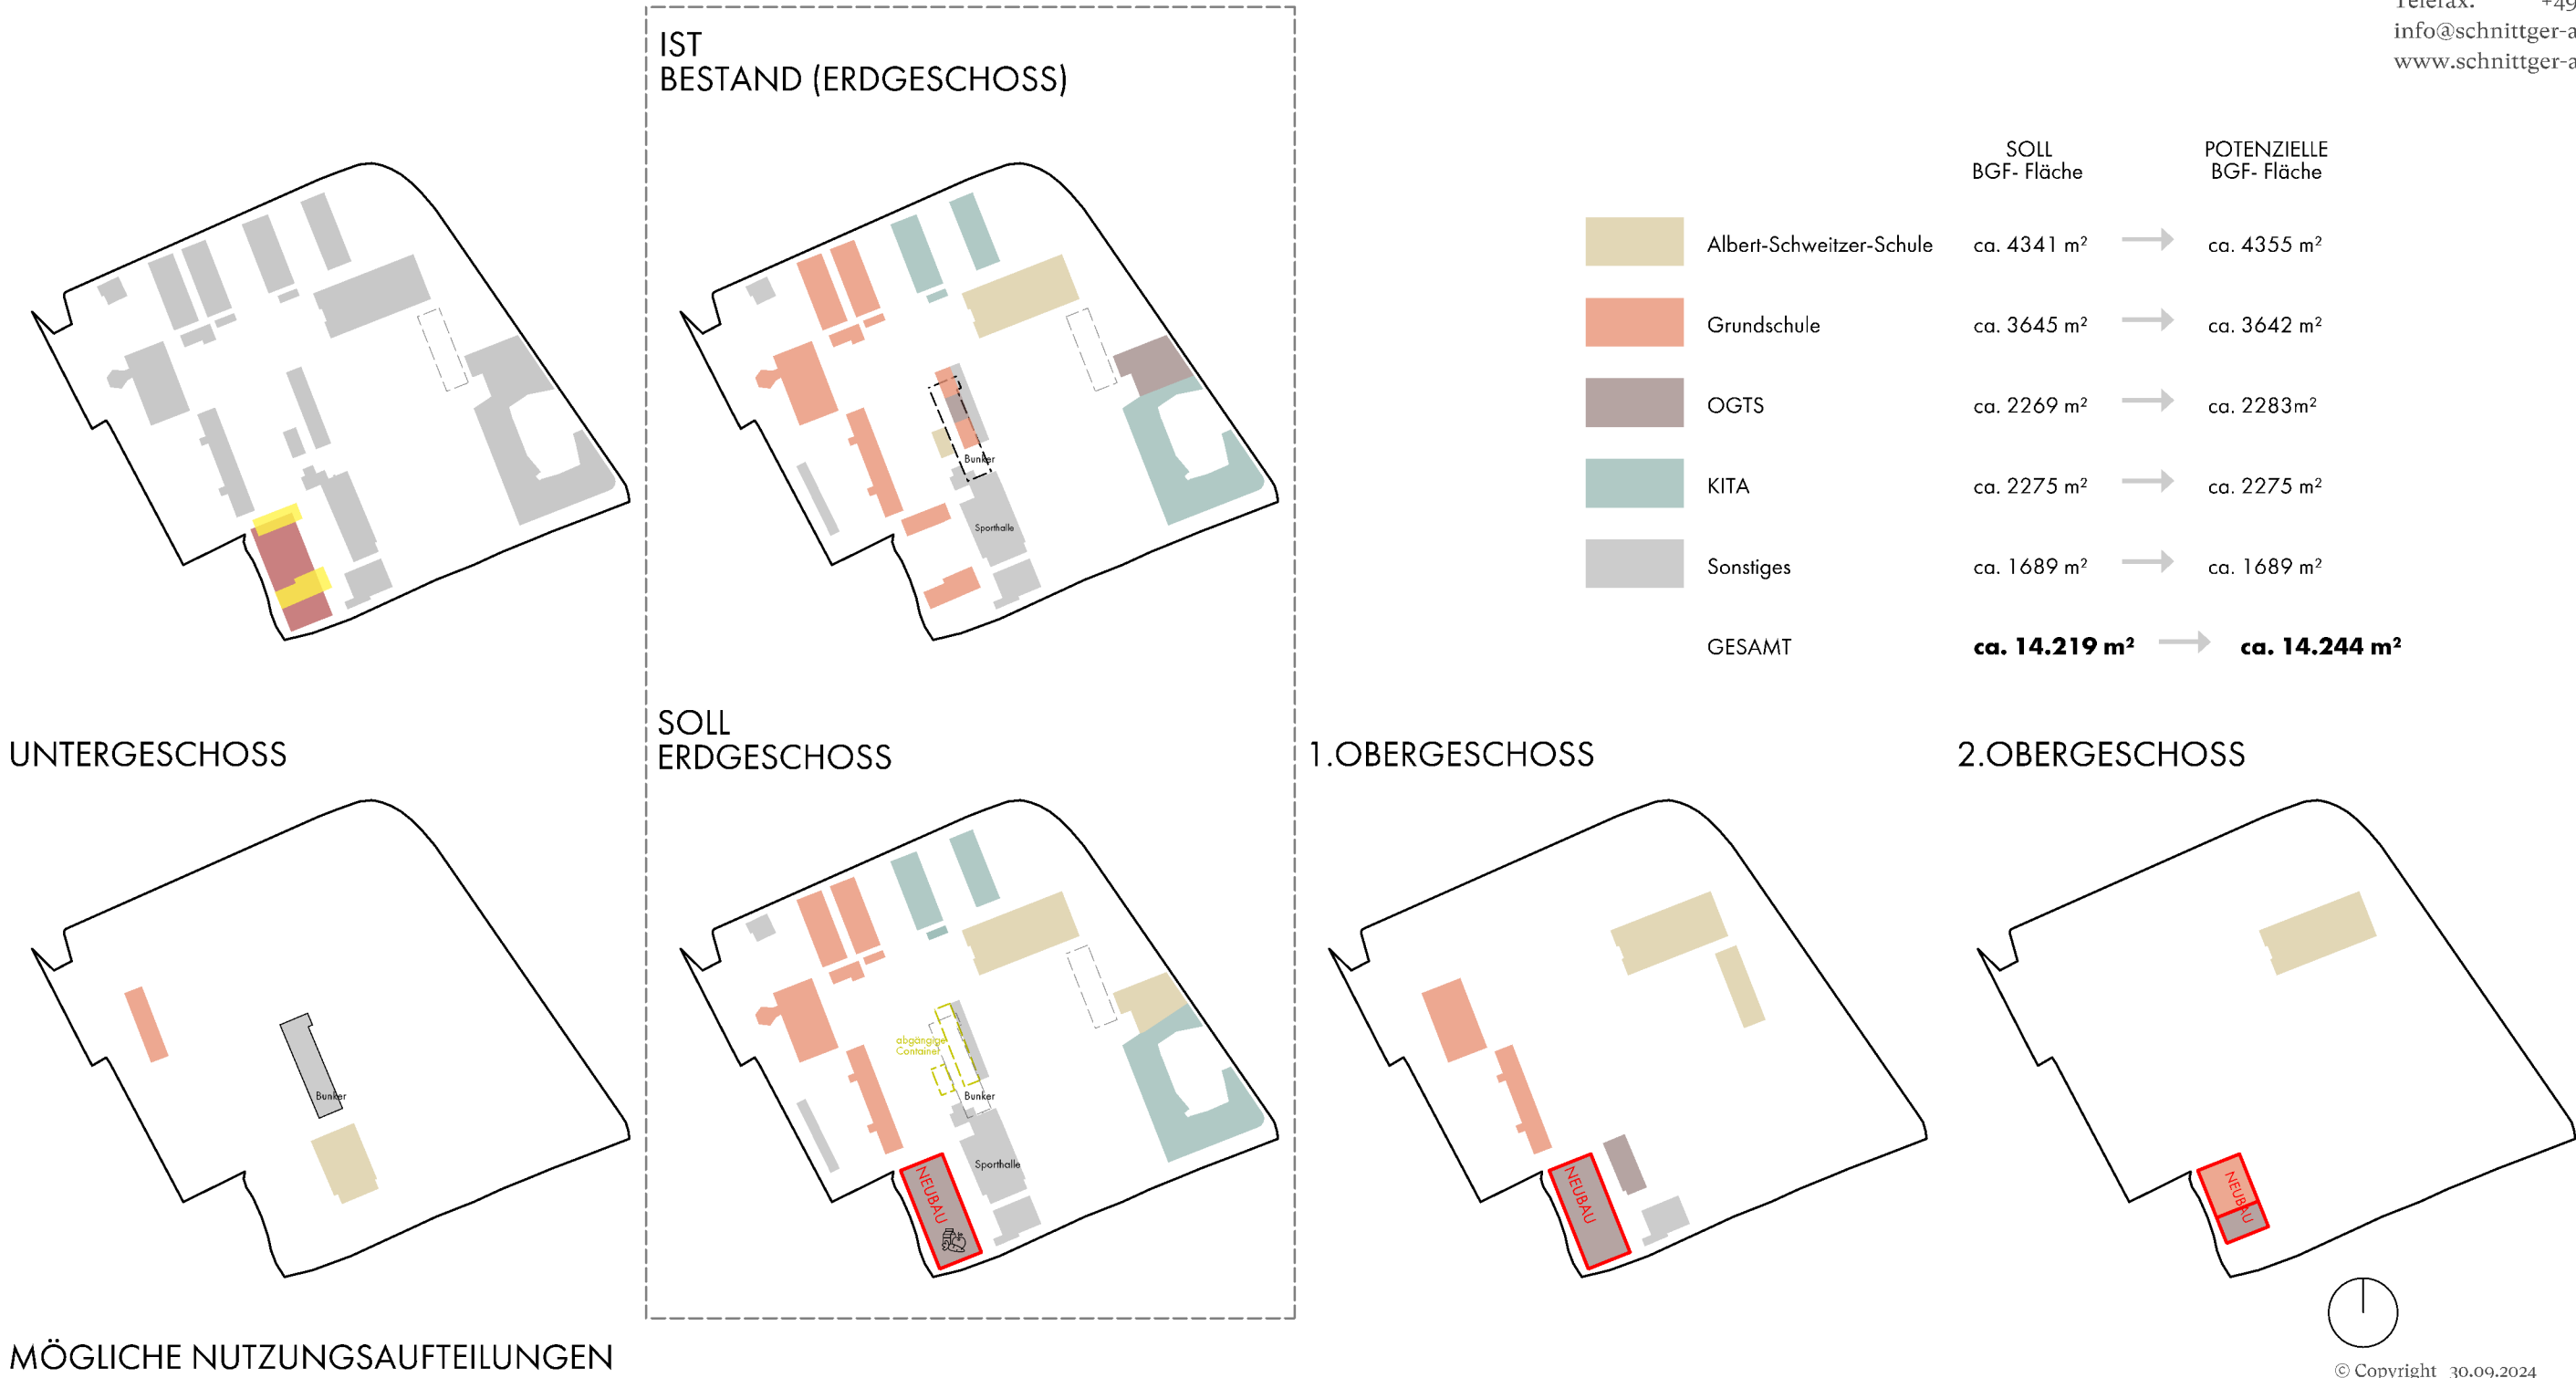 Telefax: +49
info@schnittger-a
www.schnittger-a
IST
BESTAND (ERDGESCHOSS)
Bunker
Sporthalle
SOLL
BGF- Fläche
POTENZIELLE
BGF- Fläche
Albert-Schweitzer-Schule ca. 4341 m² ca. 4355 m²
Grundschule ca. 3645 m² ca. 3642 m²
OGTS ca. 2269 m² ca. 2283m²
KITA ca. 2275 m² ca. 2275 m²
Sonstiges ca. 1689 m² ca. 1689 m²
GESAMT ca. 14.219 m² ca. 14.244 m²
UNTERGESCHOSS
Bunker
SOLL
ERDGESCHOSS
abgängige
Container
Bunker
Sporthalle
NEUBAU
1.OBERGESCHOSS
NEUBAU
2.OBERGESCHOSS
NEUBAU
MÖGLICHE NUTZUNGSAUFTEILUNGEN
© Copyright 30.09.2024